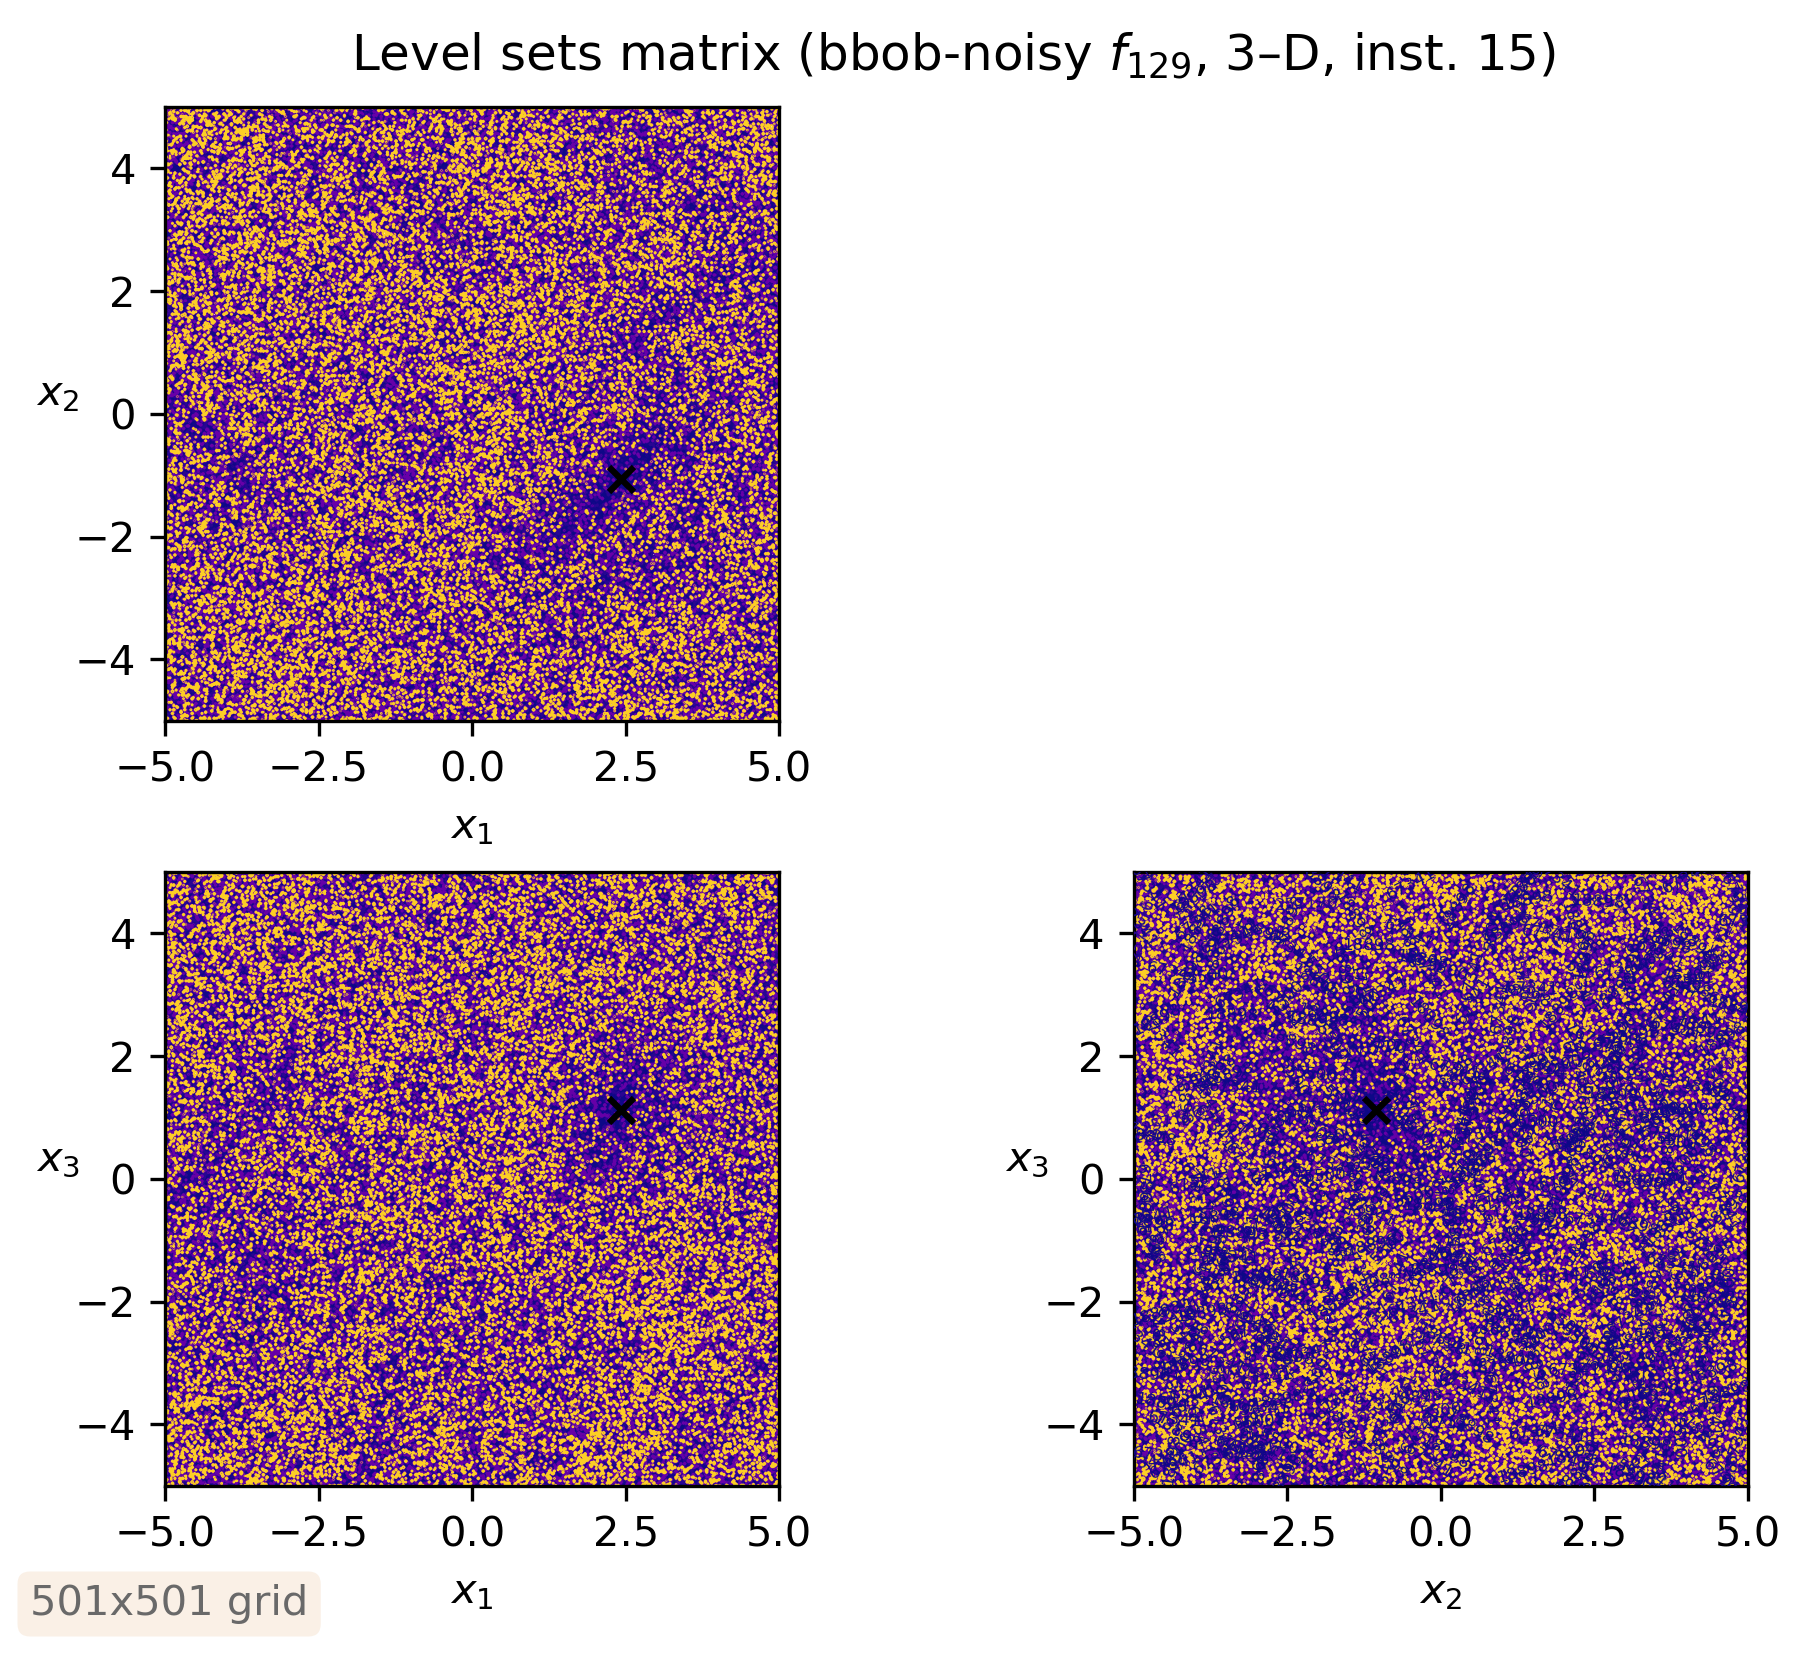 Level sets matrix (bbob-noisy f₁₂₉, 3–D, inst. 15)
4
2
x₂ 0
−2
−4
−5.0 −2.5 0.0 2.5 5.0
x₁
4 4
2 2
x₃ 0 x₃ 0
−2 −2
−4 −4
−5.0 −2.5 0.0 2.5 5.0 −5.0 −2.5 0.0 2.5 5.0
x₁ x₂
501x501 grid